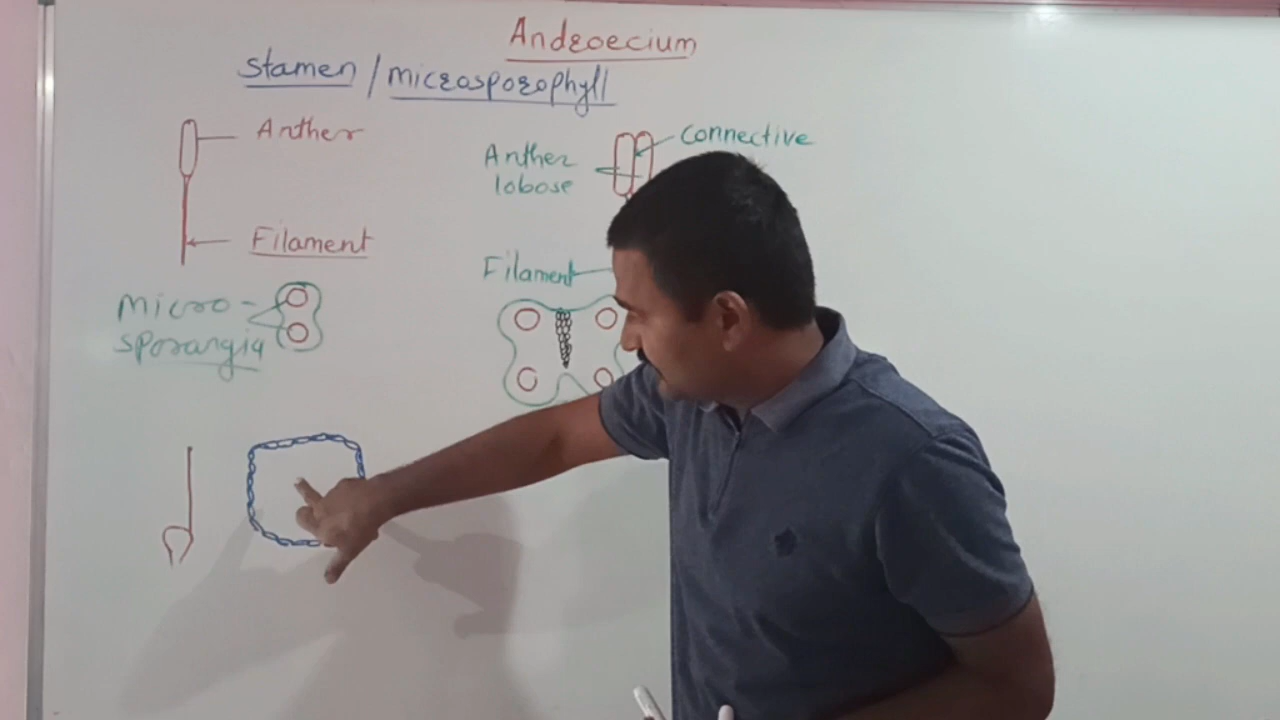 Androecium
Stamen / microsporophyll
Anther
Connective
Anther
lobose
Filament
Filament
Micro
sporangia